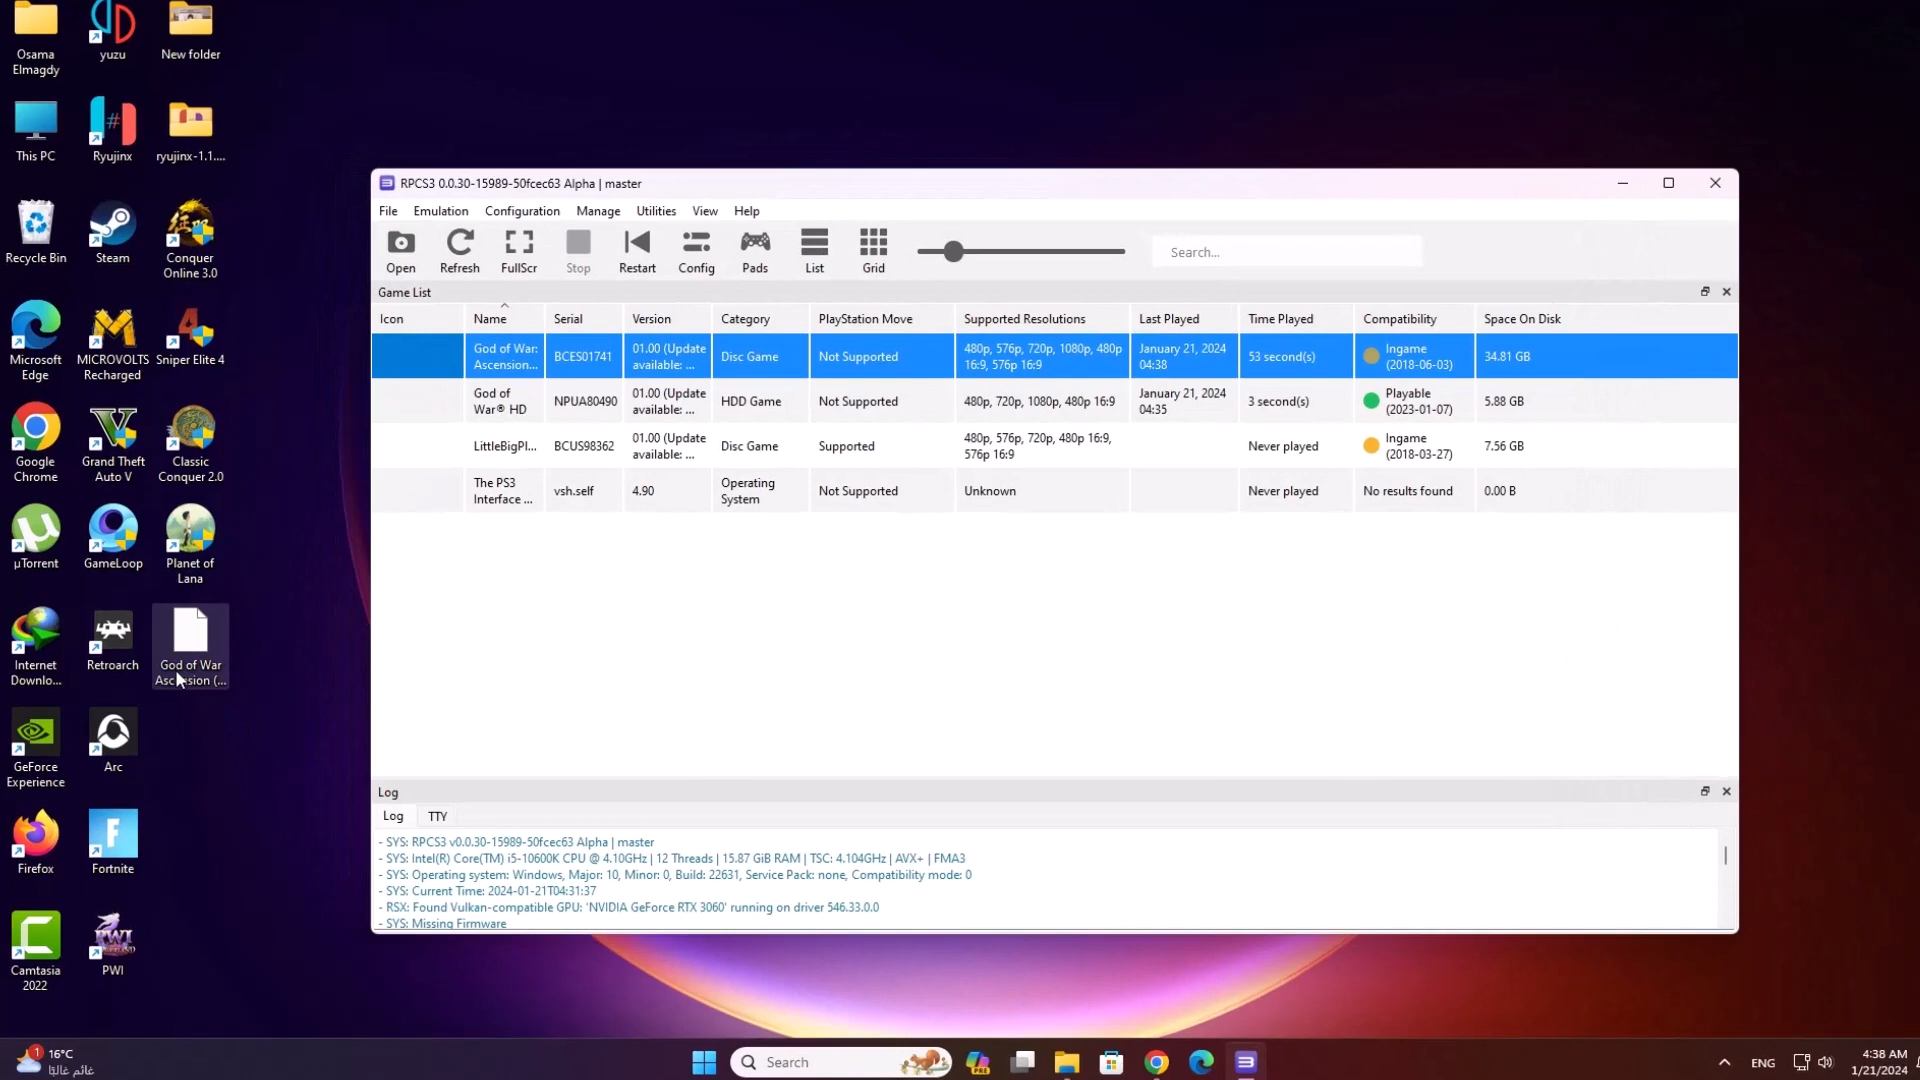 Osama
Elmagdy
yuzu
New folder
This PC
Ryujinx
ryujinx-1.1....
Recycle Bin
Steam
Conquer
Online 3.0
Microsoft
Edge
MICROVOLTS
Recharged
Sniper Elite 4
Google
Chrome
Grand Theft
Auto V
Classic
Conquer 2.0
µTorrent
GameLoop
Planet of
Lana
Internet
Downlo...
Retroarch
God of War
Ascension (...
GeForce
Experience
Arc
Firefox
Fortnite
Camtasia
2022
PWI
RPCS3 0.0.30-15989-50fcec63 Alpha | master
File Emulation Configuration Manage Utilities View Help
Open Refresh FullScr Stop Restart Config Pads List Grid Search...
Game List
Icon Name Serial Version Category PlayStation Move Supported Resolutions Last Played Time Played Compatibility Space On Disk
God of War:
Ascension...
BCES01741
01.00 (Update
available: ...
Disc Game
Not Supported
480p, 576p, 720p, 1080p, 480p
16:9, 576p 16:9
January 21, 2024
04:38
53 second(s)
Ingame
(2018-06-03)
34.81 GB
God of
War® HD
NPUA80490
01.00 (Update
available: ...
HDD Game
Not Supported
480p, 720p, 1080p, 480p 16:9
January 21, 2024
04:35
3 second(s)
Playable
(2023-01-07)
5.88 GB
LittleBigPl...
BCUS98362
01.00 (Update
available: ...
Disc Game
Supported
480p, 576p, 720p, 480p 16:9,
576p 16:9
Never played
Ingame
(2018-03-27)
7.56 GB
The PS3
Interface ...
vsh.self
4.90
Operating
System
Not Supported
Unknown
Never played
No results found
0.00 B
Log
Log TTY
- SYS: RPCS3 v0.0.30-15989-50fcec63 Alpha | master
- SYS: Intel(R) Core(TM) i5-10600K CPU @ 4.10GHz | 12 Threads | 15.87 GiB RAM | TSC: 4.104GHz | AVX+ | FMA3
- SYS: Operating system: Windows, Major: 10, Minor: 0, Build: 22631, Service Pack: none, Compatibility mode: 0
- SYS: Current Time: 2024-01-21T04:31:37
- RSX: Found Vulkan-compatible GPU: 'NVIDIA GeForce RTX 3060' running on driver 546.33.0.0
- SYS: Missing Firmware
1
16°C
غائم غالبًا
Search
PRE
ENG
4:38 AM
1/21/2024